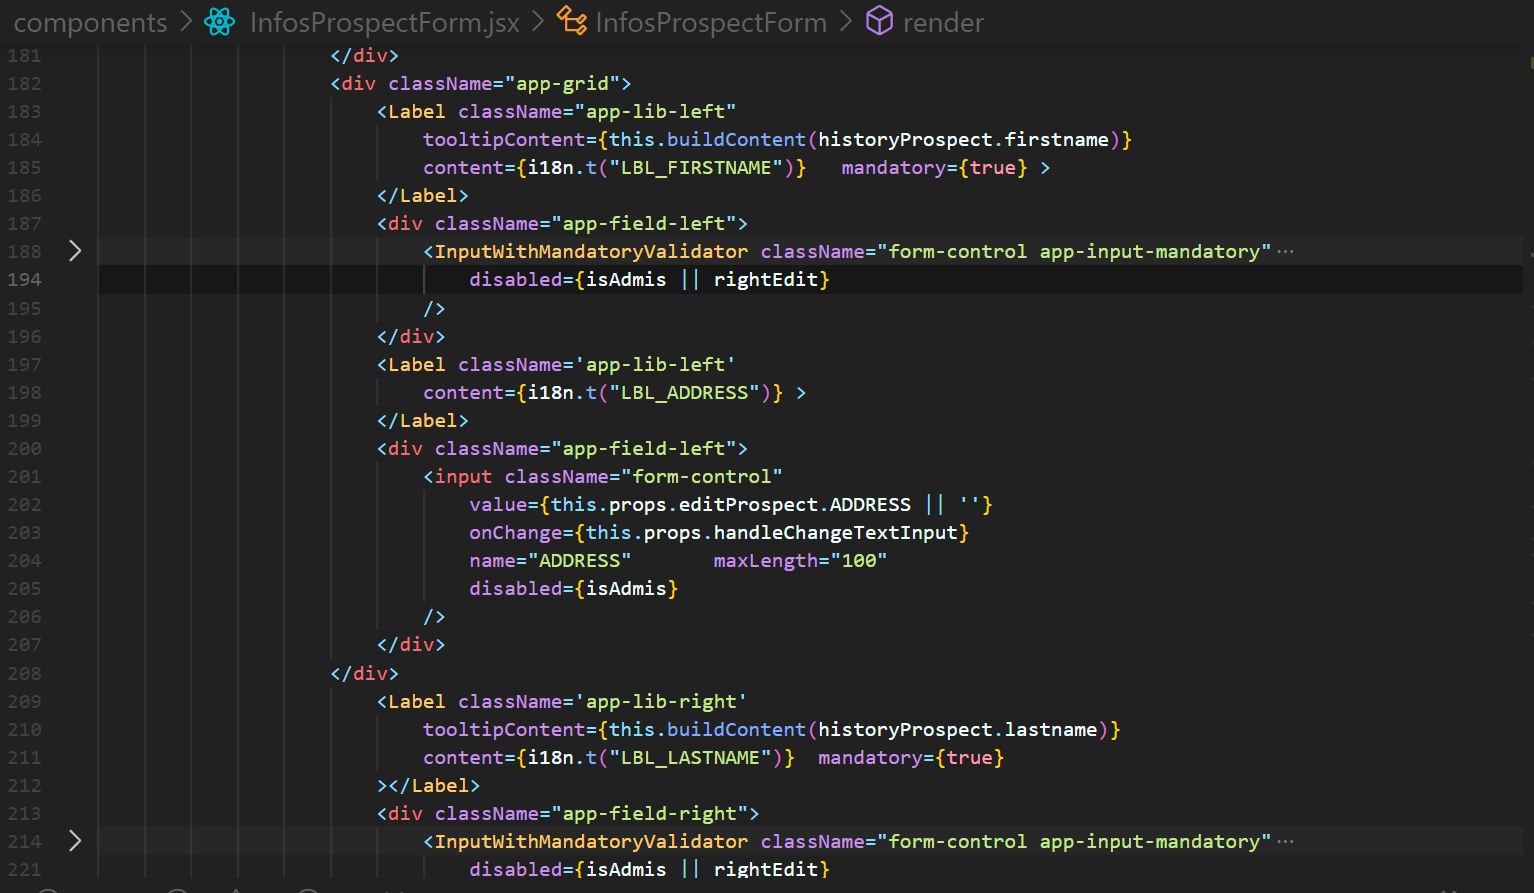 components > InfosProspectForm.jsx > InfosProspectForm > render
181 </div>
182 <div className="app-grid">
183 <Label className="app-lib-left"
184 tooltipContent={this.buildContent(historyProspect.firstname)}
185 content={i18n.t("LBL_FIRSTNAME")} mandatory={true} >
186 </Label>
187 <div className="app-field-left">
188 <InputWithMandatoryValidator className="form-control app-input-mandatory"…
194 disabled={isAdmis || rightEdit}
195 />
196 </div>
197 <Label className='app-lib-left'
198 content={i18n.t("LBL_ADDRESS")} >
199 </Label>
200 <div className="app-field-left">
201 <input className="form-control"
202 value={this.props.editProspect.ADDRESS || ''}
203 onChange={this.props.handleChangeTextInput}
204 name="ADDRESS" maxLength="100"
205 disabled={isAdmis}
206 />
207 </div>
208 </div>
209 <Label className='app-lib-right'
210 tooltipContent={this.buildContent(historyProspect.lastname)}
211 content={i18n.t("LBL_LASTNAME")} mandatory={true}
212 ></Label>
213 <div className="app-field-right">
214 <InputWithMandatoryValidator className="form-control app-input-mandatory"…
221 disabled={isAdmis || rightEdit}